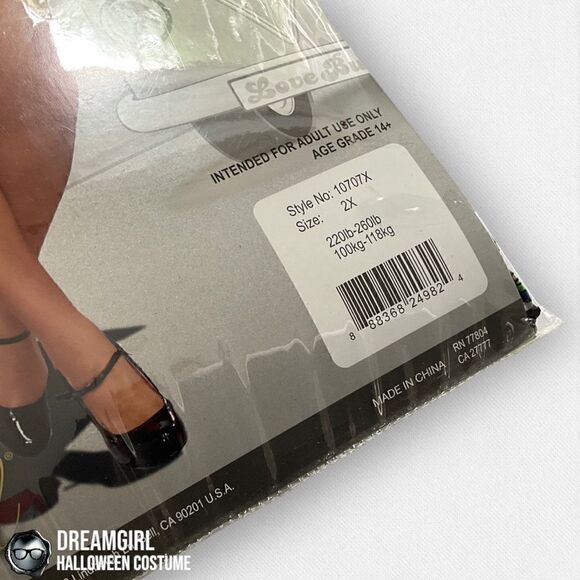 Love Bu
INTENDED FOR ADULT USE ONLY
AGE GRADE 14+
Style No: 10707X
Size: 2X
220lb-260lb
100kg-118kg
8 88368 24982 4
RN 77804
CA 27777
MADE IN CHINA
CA 90201 U.S.A.
DREAMGIRL
HALLOWEEN COSTUME